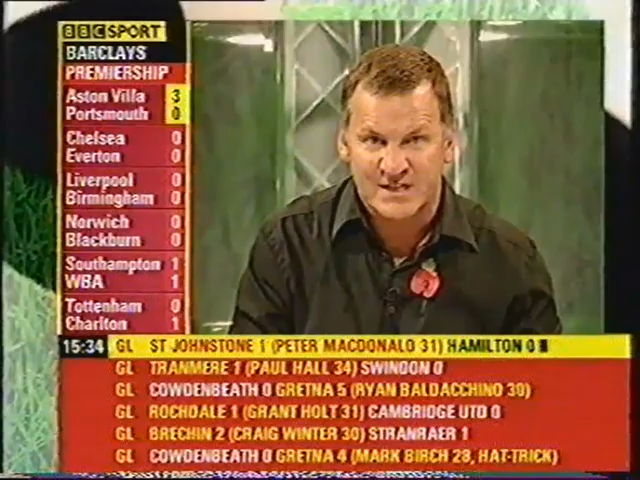 BBC SPORT
BARCLAYS
PREMIERSHIP
Aston Villa 3
Portsmouth 0
Chelsea 0
Everton 0
Liverpool 0
Birmingham 0
Norwich 0
Blackburn 0
Southampton 1
WBA 1
Tottenham 0
Charlton 1
15:34 GL ST JOHNSTONE 1 (PETER MACDONALD 31) HAMILTON 0
GL TRANMERE 1 (PAUL HALL 34) SWINDON 0
GL COWDENBEATH 0 GRETNA 5 (RYAN BALDACCHINO 30)
GL ROCHDALE 1 (GRANT HOLT 31) CAMBRIDGE UTD 0
GL BRECHIN 2 (CRAIG WINTER 30) STRANRAER 1
GL COWDENBEATH 0 GRETNA 4 (MARK BIRCH 28, HAT-TRICK)